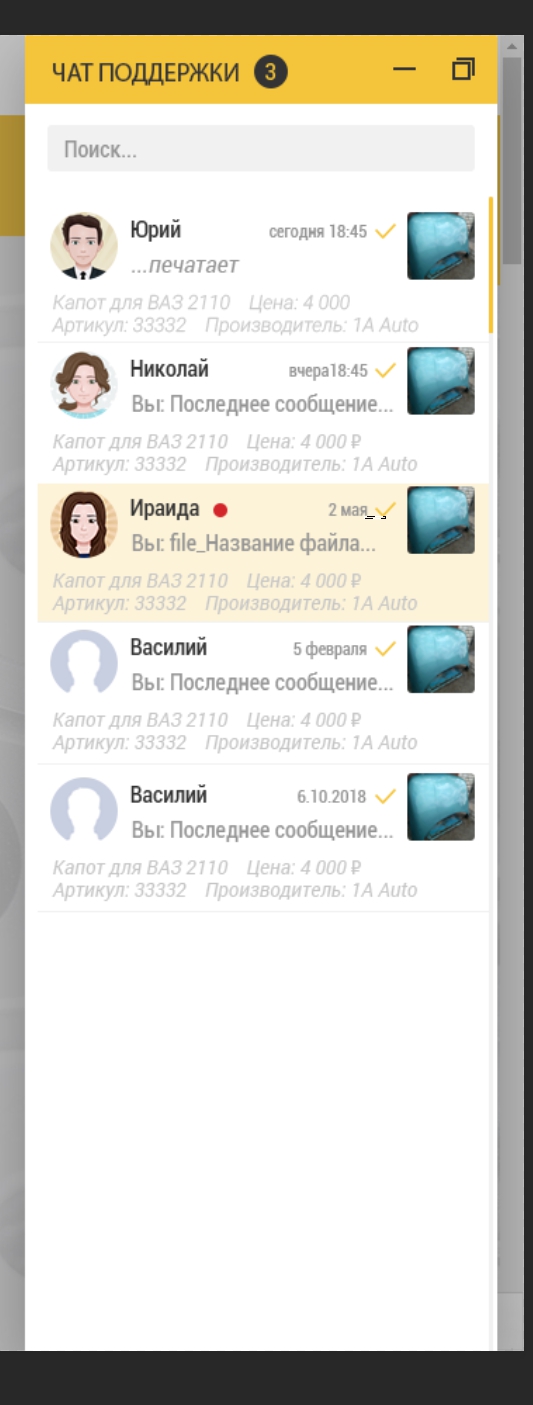 ЧАТ ПОДДЕРЖКИ 3
Поиск...
Юрий сегодня 18:45
...печатает
Капот для ВАЗ 2110 Цена: 4 000
Артикул: 33332 Производитель: 1A Auto
Николай вчера18:45
Вы: Последнее сообщение...
Капот для ВАЗ 2110 Цена: 4 000 ₽
Артикул: 33332 Производитель: 1A Auto
Ираида 2 мая
Вы: file_Название файла...
Капот для ВАЗ 2110 Цена: 4 000 ₽
Артикул: 33332 Производитель: 1A Auto
Василий 5 февраля
Вы: Последнее сообщение...
Капот для ВАЗ 2110 Цена: 4 000 ₽
Артикул: 33332 Производитель: 1A Auto
Василий 6.10.2018
Вы: Последнее сообщение...
Капот для ВАЗ 2110 Цена: 4 000 ₽
Артикул: 33332 Производитель: 1A Auto